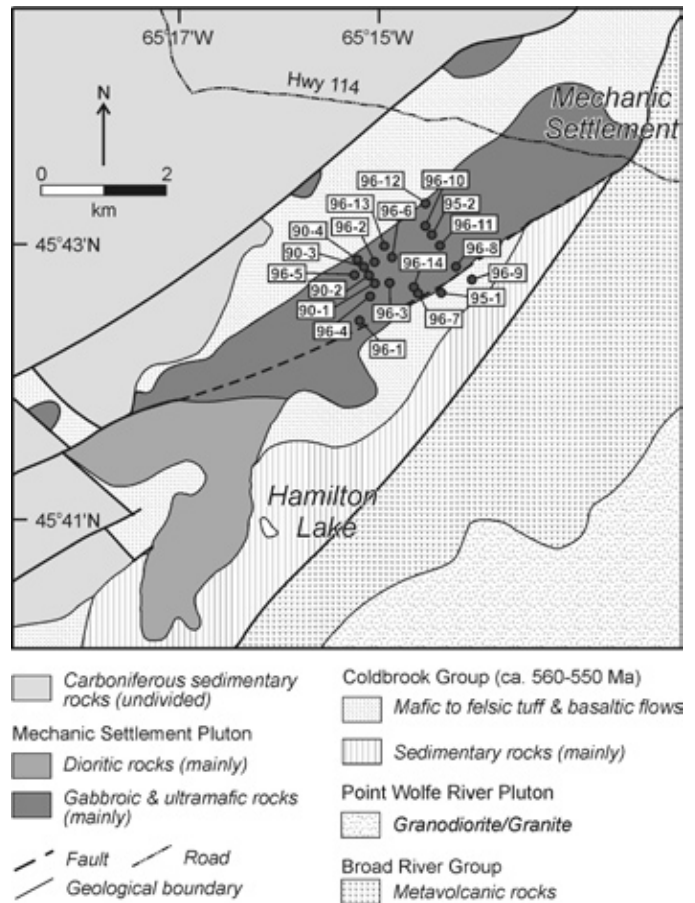 65°17'W
65°15'W
Hwy 114
N
Mechanic
Settlement
0
2
km
96-12
96-10
96-13
96-6
95-2
90-4
96-2
96-11
45°43'N
90-3
96-14
96-8
96-5
96-9
90-2
90-1
96-3
95-1
96-4
96-7
96-1
Hamilton
Lake
45°41'N
Carboniferous sedimentary
rocks (undivided)
Mechanic Settlement Pluton
Dioritic rocks (mainly)
Gabbroic & ultramafic rocks
(mainly)
Fault
Road
Geological boundary
Coldbrook Group (ca. 560-550 Ma)
Mafic to felsic tuff & basaltic flows
Sedimentary rocks (mainly)
Point Wolfe River Pluton
Granodiorite/Granite
Broad River Group
Metavolcanic rocks